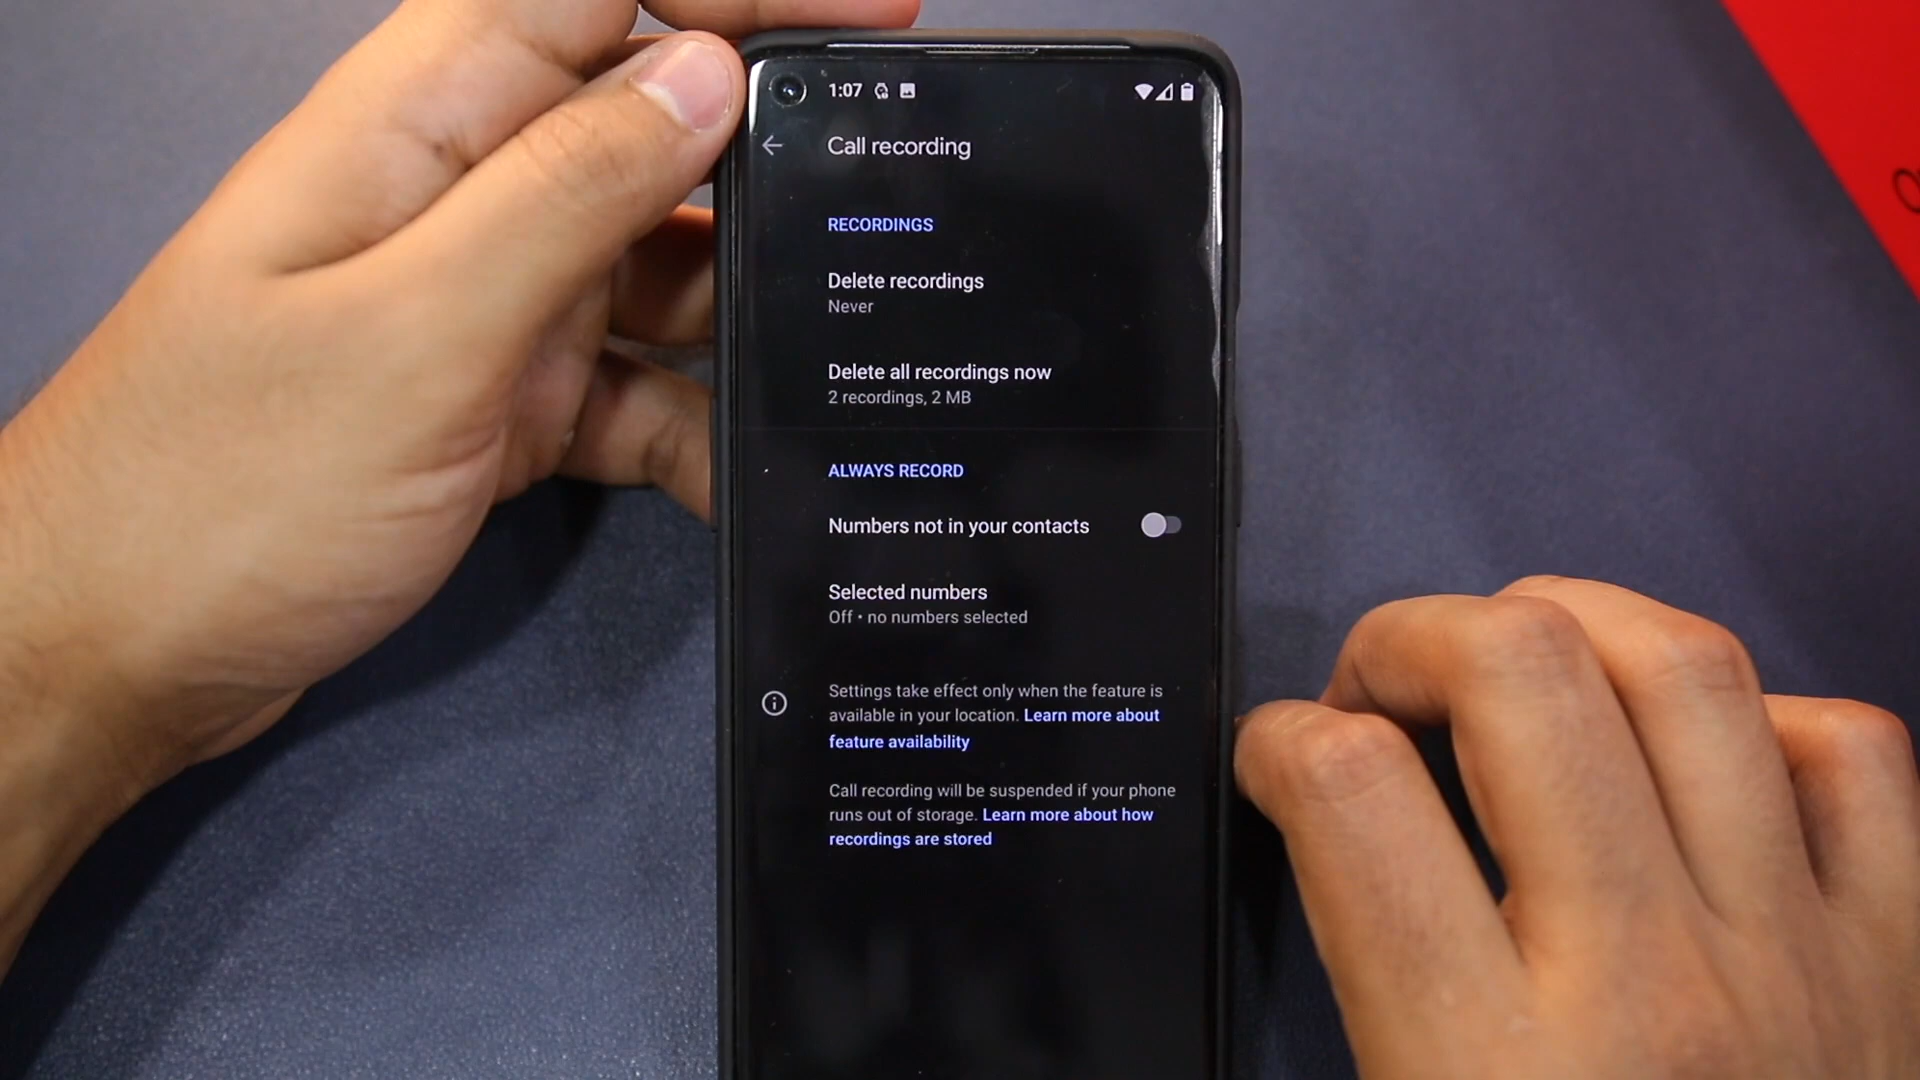 1:07
Call recording
RECORDINGS
Delete recordings
Never
Delete all recordings now
2 recordings, 2 MB
ALWAYS RECORD
Numbers not in your contacts
Selected numbers
Off • no numbers selected
Settings take effect only when the feature is
available in your location. Learn more about
feature availability
Call recording will be suspended if your phone
runs out of storage. Learn more about how
recordings are stored